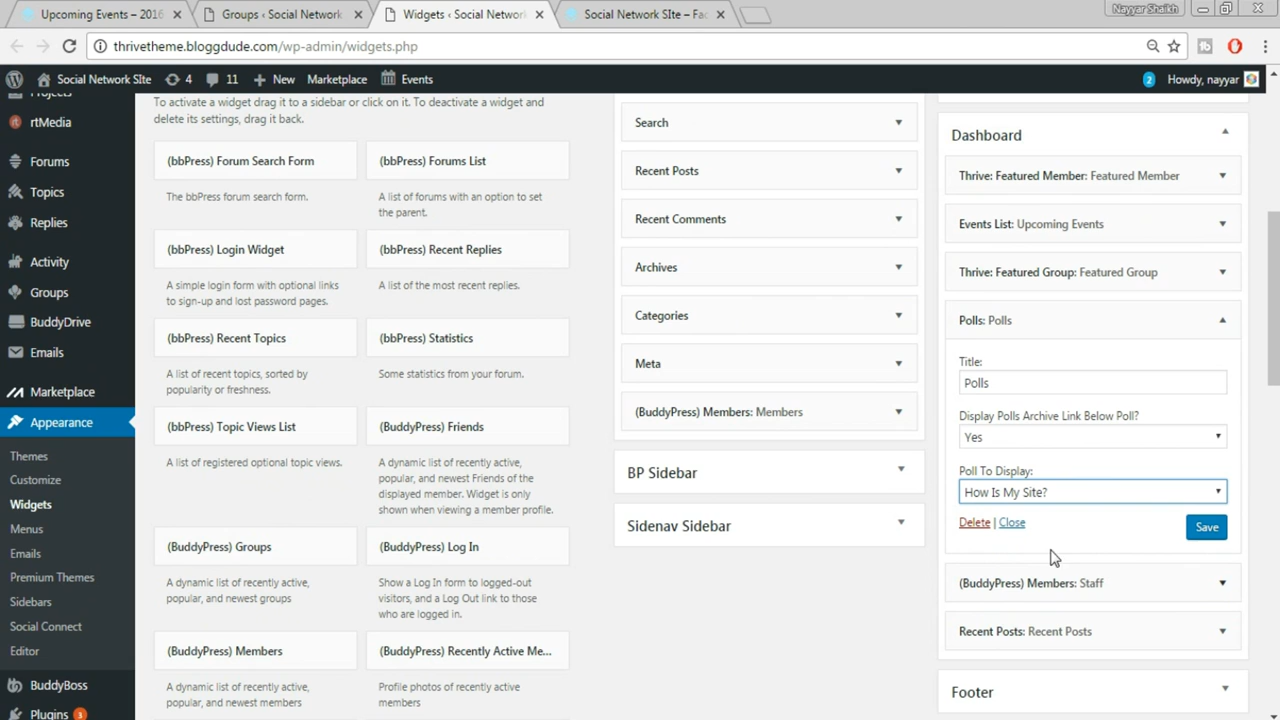 Upcoming Events – 2016
Groups ‹ Social Network
Widgets ‹ Social Network
Social Network SIte – Fac
Nayyar Shaikh
thrivetheme.bloggdude.com/wp-admin/widgets.php
Social Network SIte
4
11
New
Marketplace
Events
2
Howdy, nayyar
Projects
rtMedia
Forums
Topics
Replies
Activity
Groups
BuddyDrive
Emails
Marketplace
Appearance
Themes
Customize
Widgets
Menus
Emails
Premium Themes
Sidebars
Social Connect
Editor
BuddyBoss
Plugins 3
To activate a widget drag it to a sidebar or click on it. To deactivate a widget and
delete its settings, drag it back.
(bbPress) Forum Search Form
The bbPress forum search form.
(bbPress) Forums List
A list of forums with an option to set
the parent.
(bbPress) Login Widget
A simple login form with optional links
to sign-up and lost password pages.
(bbPress) Recent Replies
A list of the most recent replies.
(bbPress) Recent Topics
A list of recent topics, sorted by
popularity or freshness.
(bbPress) Statistics
Some statistics from your forum.
(bbPress) Topic Views List
A list of registered optional topic views.
(BuddyPress) Friends
A dynamic list of recently active,
popular, and newest Friends of the
displayed member. Widget is only
shown when viewing a member profile.
(BuddyPress) Groups
A dynamic list of recently active,
popular, and newest groups
(BuddyPress) Log In
Show a Log In form to logged-out
visitors, and a Log Out link to those
who are logged in.
(BuddyPress) Members
A dynamic list of recently active,
popular, and newest members
(BuddyPress) Recently Active Me...
Profile photos of recently active
members
Search
Recent Posts
Recent Comments
Archives
Categories
Meta
(BuddyPress) Members: Members
BP Sidebar
Sidenav Sidebar
Dashboard
Thrive: Featured Member: Featured Member
Events List: Upcoming Events
Thrive: Featured Group: Featured Group
Polls: Polls
Title:
Polls
Display Polls Archive Link Below Poll?
Yes
Poll To Display:
How Is My Site?
Delete | Close
Save
(BuddyPress) Members: Staff
Recent Posts: Recent Posts
Footer